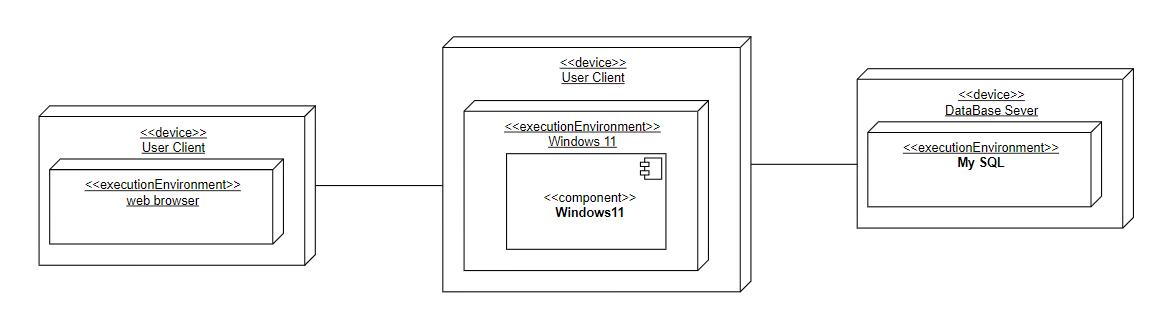 <<device>>
User Client
<<executionEnvironment>>
web browser
<<device>>
User Client
<<executionEnvironment>>
Windows 11
<<component>>
Windows11
<<device>>
DataBase Sever
<<executionEnvironment>>
My SQL